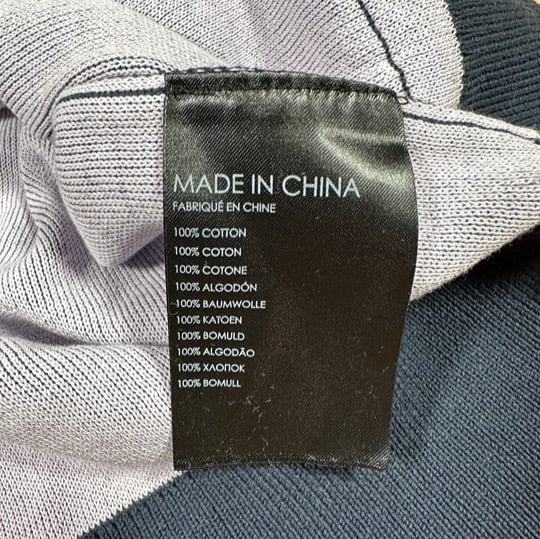 MADE IN CHINA
FABRIQUÉ EN CHINE
100% COTTON
100% COTON
100% COTONE
100% ALGODÓN
100% BAUMWOLLE
100% KATOEN
100% BOMULD
100% ALGODÃO
100% ХЛОПОК
100% BOMULL